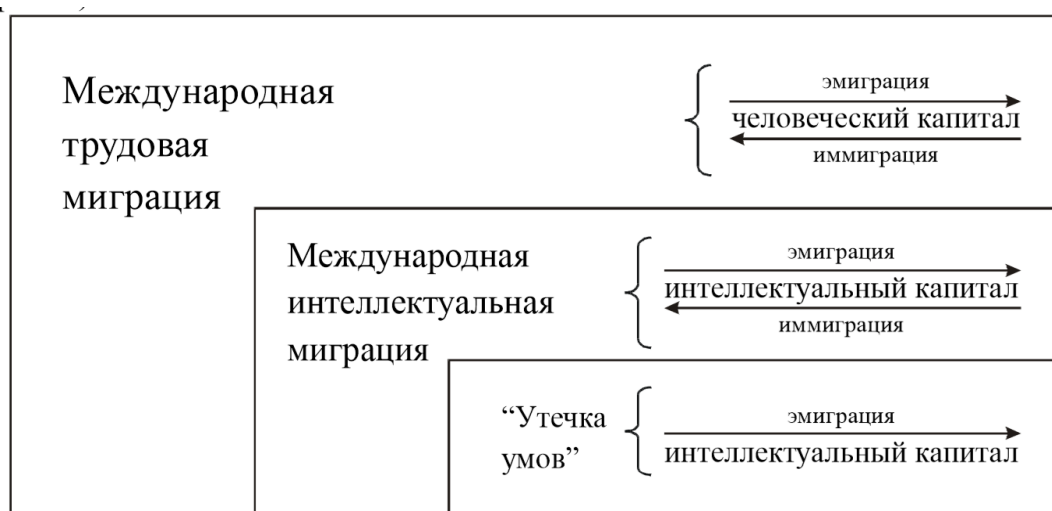 Международная
трудовая
миграция
эмиграция
человеческий капитал
иммиграция
Международная
интеллектуальная
миграция
эмиграция
интеллектуальный капитал
иммиграция
“Утечка
умов”
эмиграция
интеллектуальный капитал